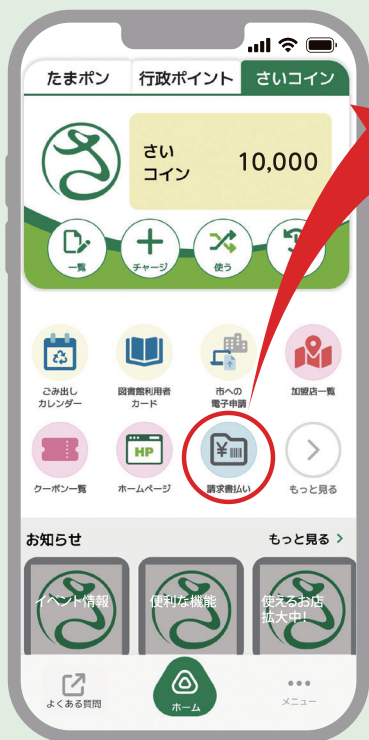 たまポン 行政ポイント さいコイン
さい
コイン
10,000
一覧 チャージ 使う
ごみ出し
カレンダー
図書館利用者
カード
市への
電子申請
加盟店一覧
HP
¥
クーポン一覧 ホームページ 請求書払い もっと見る
お知らせ もっと見る >
イベント情報 便利な機能 使えるお店
拡大中!
よくある質問 ホーム メニュー